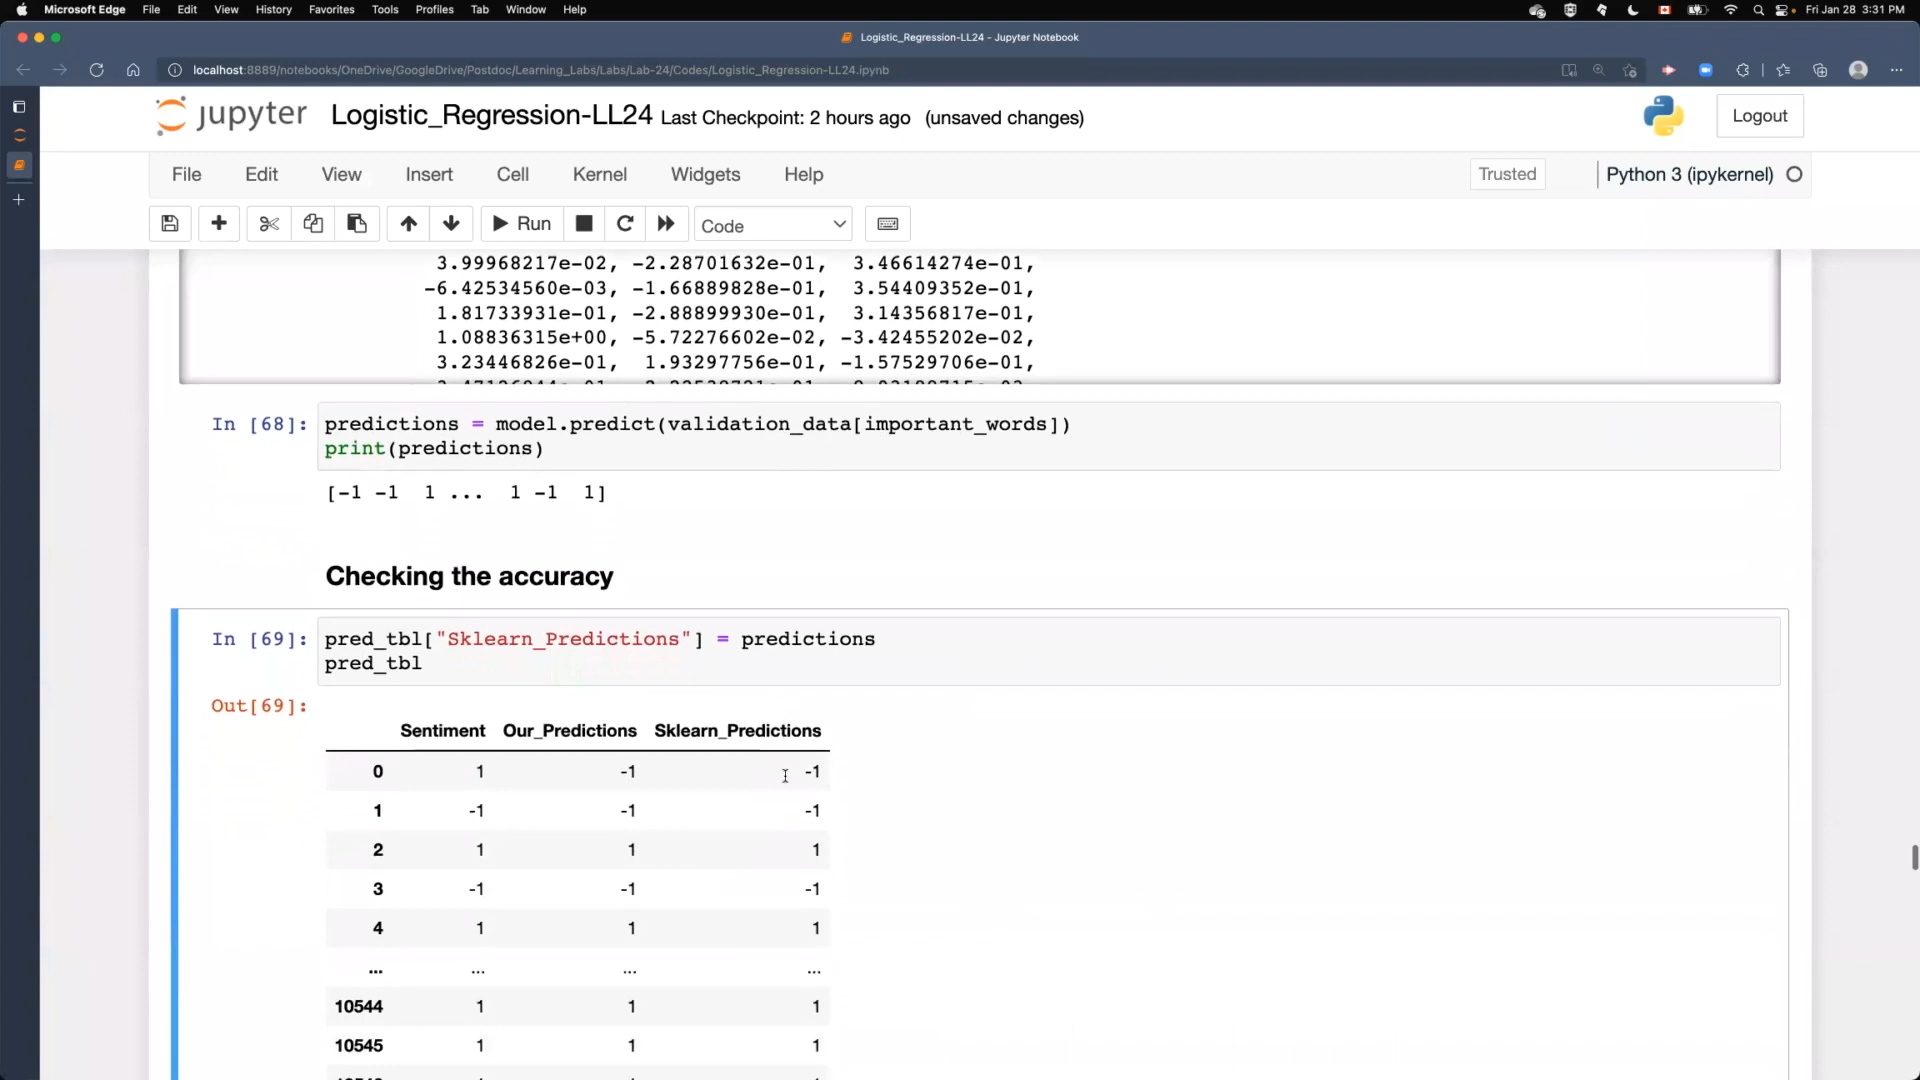 Microsoft Edge File Edit View History Favorites Tools Profiles Tab Window Help Fri Jan 28 3:31 PM
Logistic_Regression-LL24 - Jupyter Notebook
localhost:8889/notebooks/OneDrive/GoogleDrive/Postdoc/Learning_Labs/Labs/Lab-24/Codes/Logistic_Regression-LL24.ipynb
jupyter Logistic_Regression-LL24 Last Checkpoint: 2 hours ago (unsaved changes) Logout
File Edit View Insert Cell Kernel Widgets Help Trusted Python 3 (ipykernel)
Run Code
3.99968217e-02, -2.28701632e-01, 3.46614274e-01,
-6.42534560e-03, -1.66889828e-01, 3.54409352e-01,
1.81733931e-01, -2.88899930e-01, 3.14356817e-01,
1.08836315e+00, -5.72276602e-02, -3.42455202e-02,
3.23446826e-01, 1.93297756e-01, -1.57529706e-01,
In [68]: predictions = model.predict(validation_data[important_words])
print(predictions)
[-1 -1 1 ... 1 -1 1]
Checking the accuracy
In [69]: pred_tbl["Sklearn_Predictions"] = predictions
pred_tbl
Out[69]:
Sentiment Our_Predictions Sklearn_Predictions
0 1 -1 -1
1 -1 -1 -1
2 1 1 1
3 -1 -1 -1
4 1 1 1
... ... ... ...
10544 1 1 1
10545 1 1 1